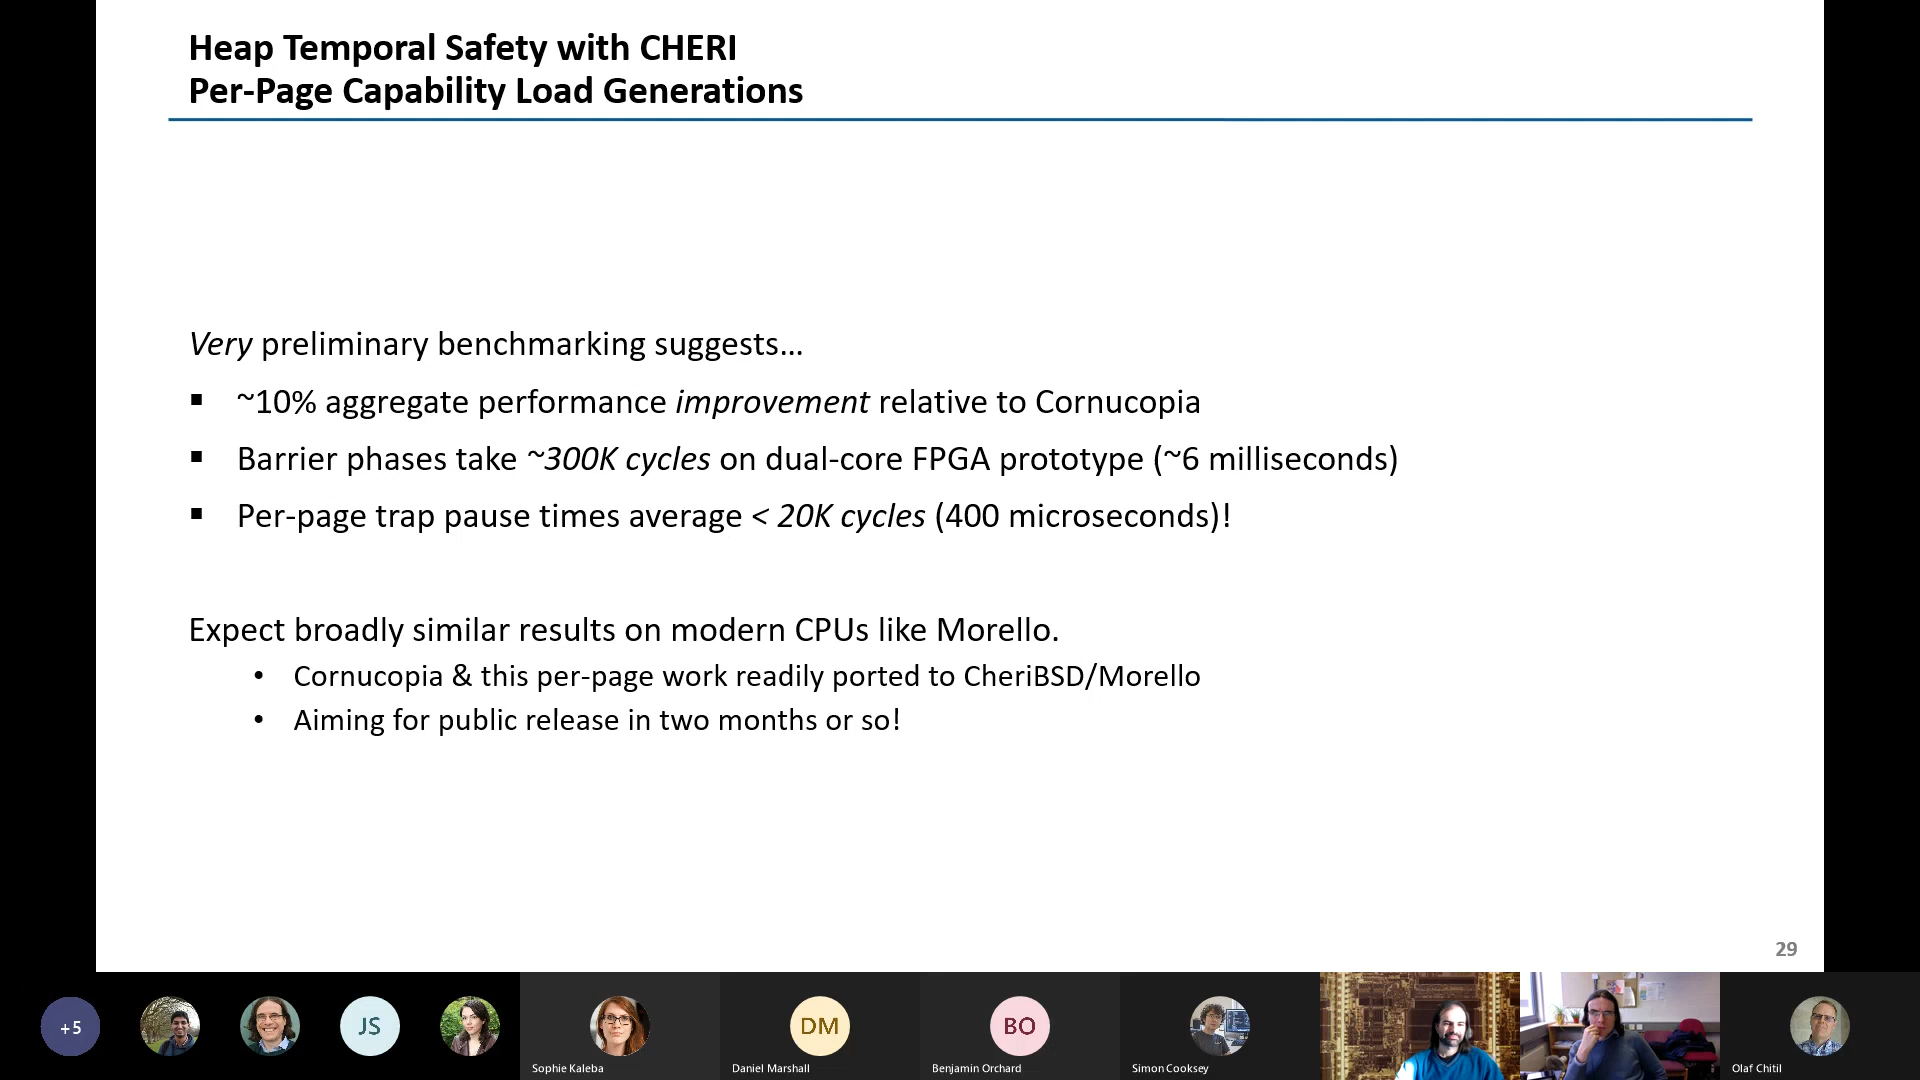 Heap Temporal Safety with CHERI
Per-Page Capability Load Generations
Very preliminary benchmarking suggests…
▪ ~10% aggregate performance improvement relative to Cornucopia
▪ Barrier phases take ~300K cycles on dual-core FPGA prototype (~6 milliseconds)
▪ Per-page trap pause times average < 20K cycles (400 microseconds)!
Expect broadly similar results on modern CPUs like Morello.
• Cornucopia & this per-page work readily ported to CheriBSD/Morello
• Aiming for public release in two months or so!
29
+5
JS
DM
BO
Sophie Kaleba
Daniel Marshall
Benjamin Orchard
Simon Cooksey
Olaf Chitil